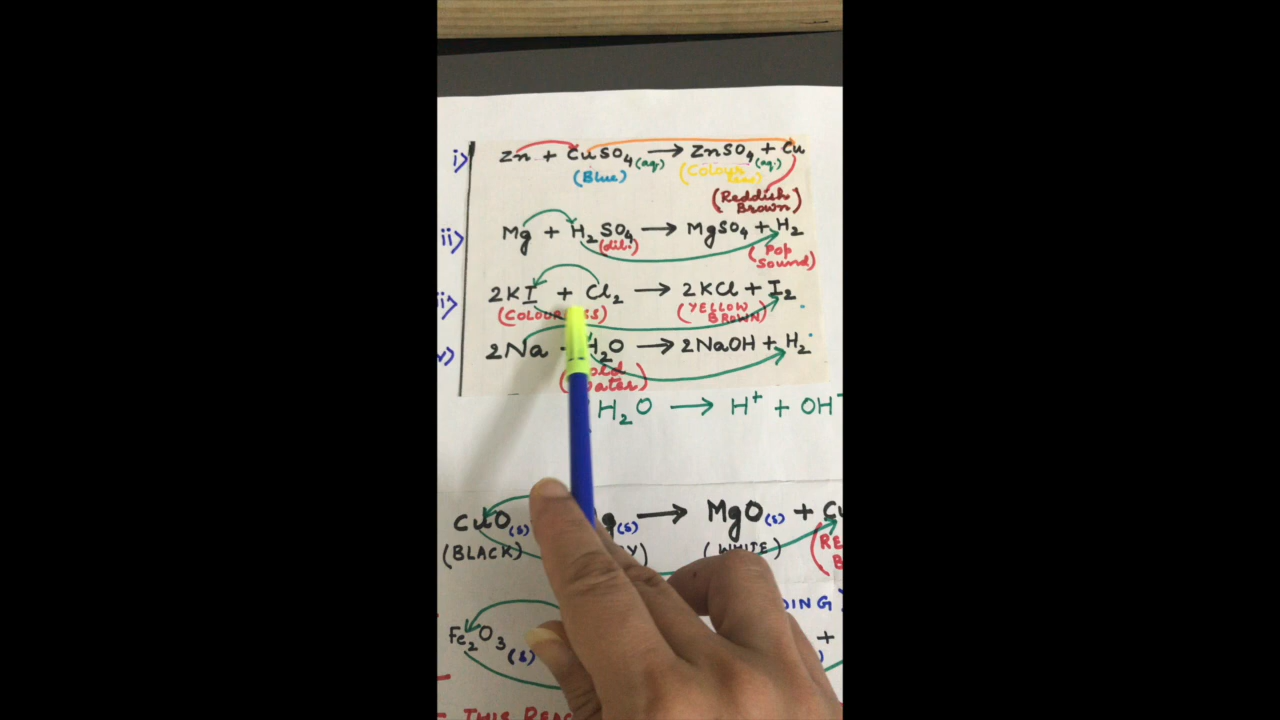 i) Zn + CuSO₄(aq.) → ZnSO₄(aq.) + Cu
(Blue) (Colourless)
(Reddish
Brown)
ii) Mg + H₂SO₄ → MgSO₄ + H₂
(dil.) (Pop
Sound)
2KI + Cl₂ → 2KCl + I₂
(YELLOW
BROWN)
2Na H₂O → 2NaOH + H₂
H₂O → H⁺ + OH⁻
CuO(s) (s) → MgO(s) +
(BLACK) (WHITE)
Fe₂O₃(s) +
THIS